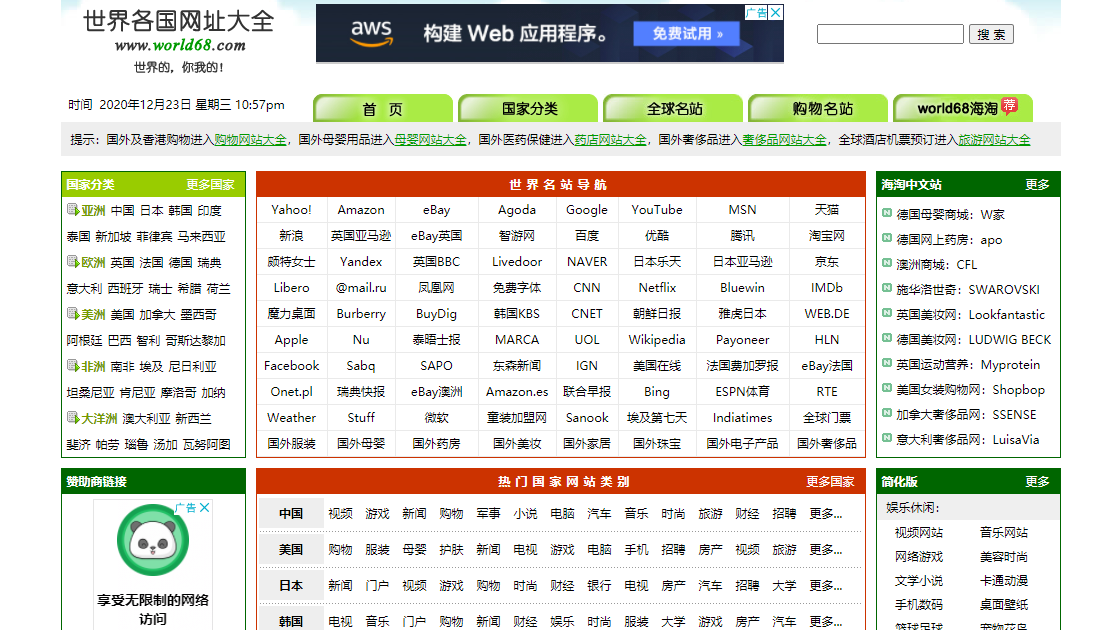 世界各国网址大全
www.world68.com
世界的，你我的！
aws 构建 Web 应用程序。 免费试用 »
广告
搜 索
时间 2020年12月23日 星期三 10:57pm
首 页 国家分类 全球名站 购物名站 world68海淘 荐
提示：国外及香港购物进入购物网站大全，国外母婴用品进入母婴网站大全，国外医药保健进入药店网站大全，国外奢修品进入奢侈品网站大全，全球酒店机票预订进入旅游网站大全
国家分类 更多国家
亚洲 中国 日本 韩国 印度
泰国 新加坡 菲律宾 马来西亚
欧洲 英国 法国 德国 瑞典
意大利 西班牙 瑞士 希腊 荷兰
美洲 美国 加拿大 墨西哥
阿根廷 巴西 智利 哥斯达黎加
非洲 南非 埃及 尼日利亚
坦桑尼亚 肯尼亚 摩洛哥 加纳
大洋洲 澳大利亚 新西兰
斐济 帕劳 瑙鲁 汤加 瓦努阿图
世 界 名 站 导 航
Yahoo! Amazon eBay Agoda Google YouTube MSN 天猫
新浪 英国亚马逊 eBay英国 智游网 百度 优酷 腾讯 淘宝网
颇特女士 Yandex 英国BBC Livedoor NAVER 日本乐天 日本亚马逊 京东
Libero @mail.ru 凤凰网 免费字体 CNN Netflix Bluewin IMDb
魔力桌面 Burberry BuyDig 韩国KBS CNET 朝鲜日报 雅虎日本 WEB.DE
Apple Nu 泰晤士报 MARCA UOL Wikipedia Payoneer HLN
Facebook Sabq SAPO 东森新闻 IGN 美国在线 法国费加罗报 eBay法国
Onet.pl 瑞典快报 eBay澳洲 Amazon.es 联合早报 Bing ESPN体育 RTE
Weather Stuff 微软 童装加盟网 Sanook 埃及第七天 Indiatimes 全球门票
国外服装 国外母婴 国外药房 国外美妆 国外家居 国外珠宝 国外电子产品 国外奢侈品
海淘中文站 更多
德国母婴商城：W家
德国网上药房：apo
澳洲商城：CFL
施华洛世奇：SWAROVSKI
英国美妆网：Lookfantastic
德国美妆网：LUDWIG BECK
英国运动营养：Myprotein
美国女装购物网：Shopbop
加拿大奢侈品网：SSENSE
意大利奢侈品网：LuisaVia
赞助商链接
广告
享受无限制的网络
访问
热 门 国 家 网 站 类 别 更多国家
中国 视频 游戏 新闻 购物 军事 小说 电脑 汽车 音乐 时尚 旅游 财经 招聘 更多...
美国 购物 服装 母婴 护肤 新闻 电视 游戏 电脑 手机 招聘 房产 视频 旅游 更多...
日本 新闻 门户 视频 游戏 购物 时尚 财经 银行 电视 房产 汽车 招聘 大学 更多...
韩国 电视 音乐 门户 购物 新闻 财经 娱乐 时尚 服装 大学 游戏 房产 汽车 更多...
简化版 更多
娱乐休闲：
视频网站 音乐网站
网络游戏 美容时尚
文学小说 卡通动漫
手机数码 桌面壁纸
篮球足球 宠物花鸟